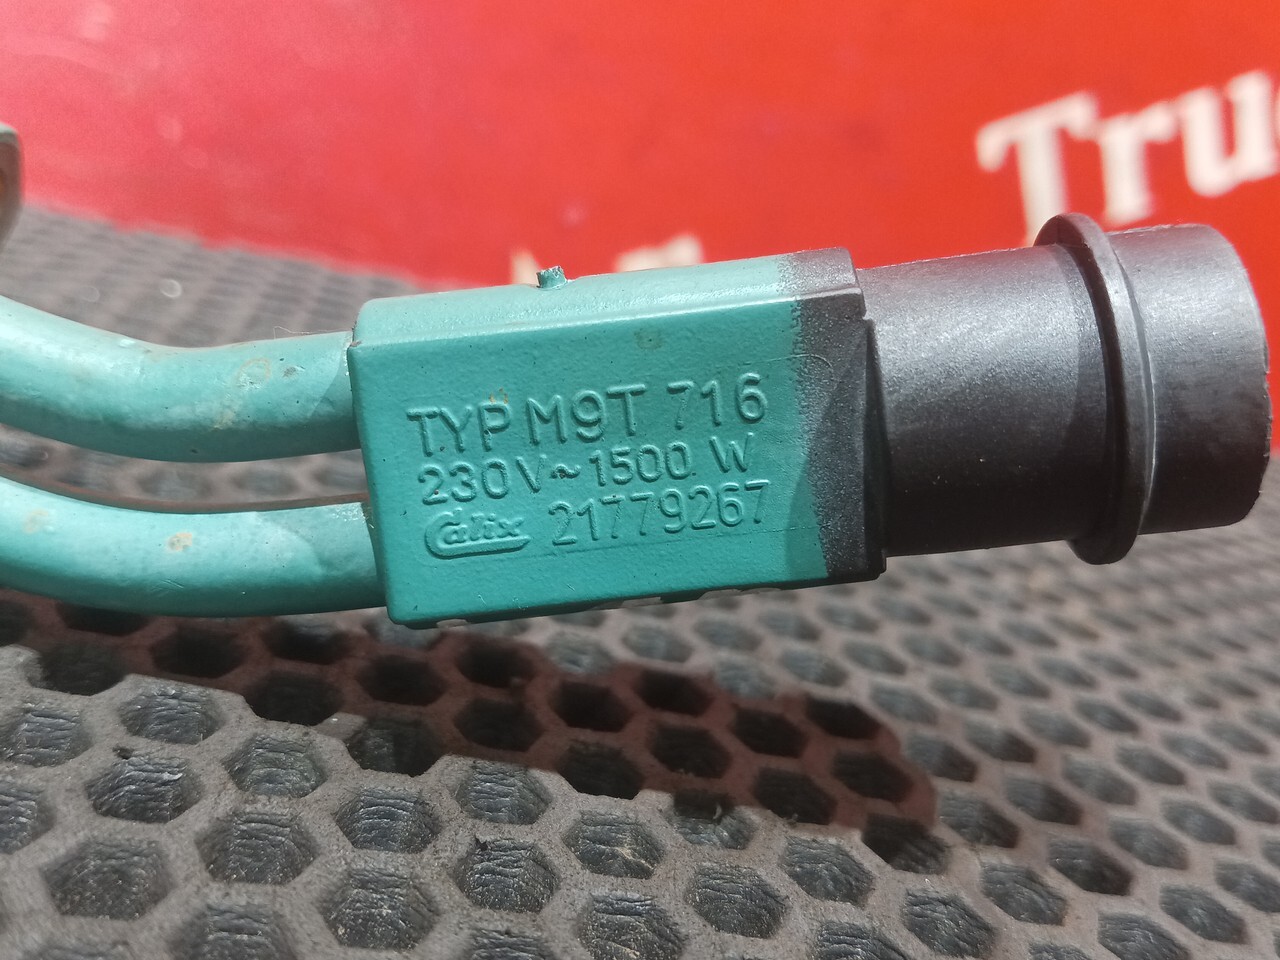 Tru
TYP M9T 716
230V~1500 W
Calix 21779267